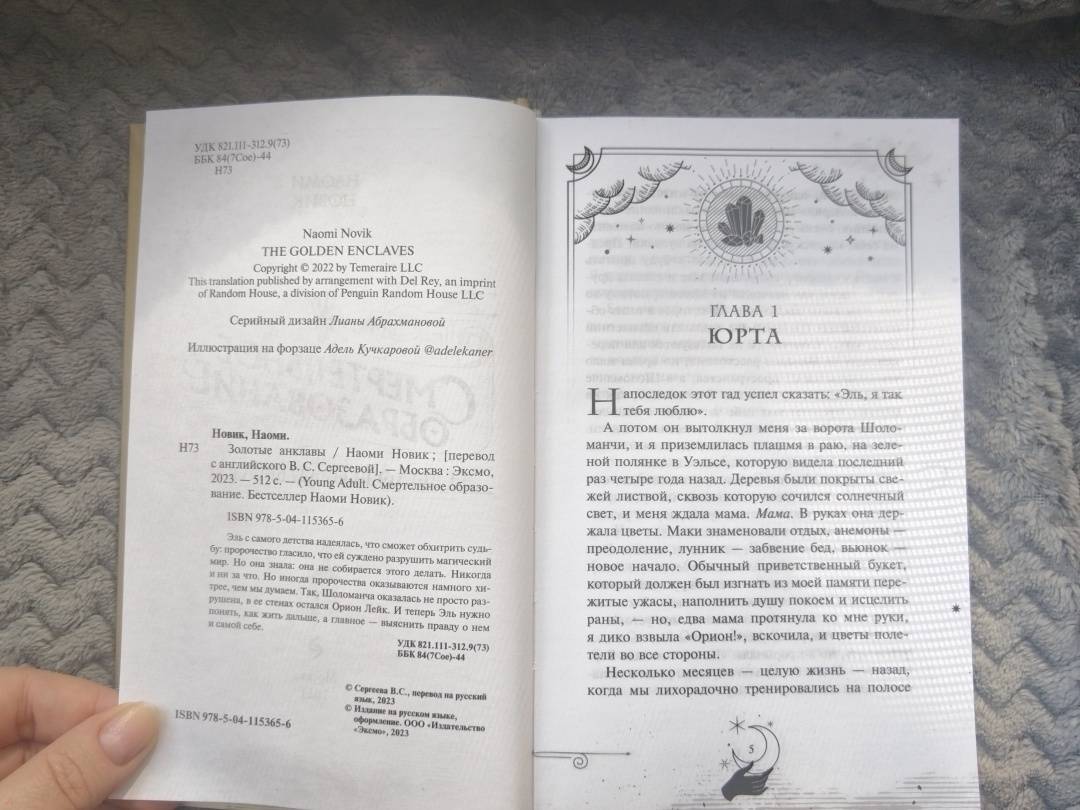 УДК 821.111-312.9(73)
ББК 84(7Сое)-44
Н73
Naomi Novik
THE GOLDEN ENCLAVES
Copyright © 2022 by Temeraire LLC
This translation published by arrangement with Del Rey, an imprint
of Random House, a division of Penguin Random House LLC
Серийный дизайн Лианы Абрахмановой
Иллюстрация на форзаце Адель Кучкаровой @adelekaner
Новик, Наоми.
Н73 Золотые анклавы / Наоми Новик ; [перевод
с английского В. С. Сергеевой]. — Москва : Эксмо,
2023. — 512 с. — (Young Adult. Смертельное образо-
вание. Бестселлер Наоми Новик).
ISBN 978-5-04-115365-6
Эль с самого детства надеялась, что сможет обхитрить судь-
бу: пророчество гласило, что ей суждено разрушить магический
мир. Но она знала: она не собирается этого делать. Никогда
и ни за что. Но иногда пророчества оказываются намного хи-
трее, чем мы думаем. Так, Шоломанча оказалась не просто раз-
рушена, в ее стенах остался Орион Лейк. И теперь Эль нужно
понять, как жить дальше, а главное — выяснить правду о нем
и самой себе.
УДК 821.111-312.9(73)
ББК 84(7Сое)-44
© Сергеева В.С., перевод на русский
язык, 2023
© Издание на русском языке,
оформление. ООО «Издательство
«Эксмо», 2023
ISBN 978-5-04-115365-6
ГЛАВА 1
ЮРТА
Напоследок этот гад успел сказать: «Эль, я так
тебя люблю».
А потом он вытолкнул меня за ворота Шоло-
манчи, и я приземлилась плашмя в раю, на зеле-
ной полянке в Уэльсе, которую видела последний
раз четыре года назад. Деревья были покрыты све-
жей листвой, сквозь которую сочился солнечный
свет, и меня ждала мама. Мама. В руках она дер-
жала цветы. Маки знаменовали отдых, анемоны —
преодоление, лунник — забвение бед, вьюнок —
новое начало. Обычный приветственный букет,
который должен был изгнать из моей памяти пере-
житые ужасы, наполнить душу покоем и исцелить
раны, — но, едва мама протянула ко мне руки,
я дико взвыла «Орион!», вскочила, и цветы поле-
тели во все стороны.
Несколько месяцев — целую жизнь — назад,
когда мы лихорадочно тренировались на полосе
5